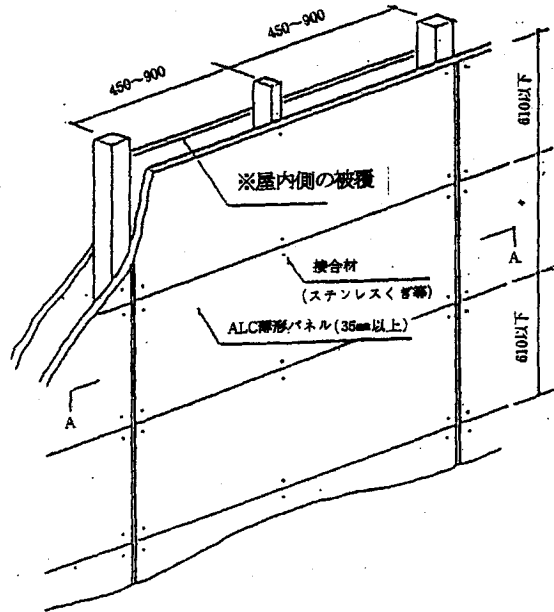 450～900
450～900
610以下
※屋内側の被覆
A
接合材
(ステンレスくぎ等)
ALC薄形パネル(35mm以上)
610以下
A